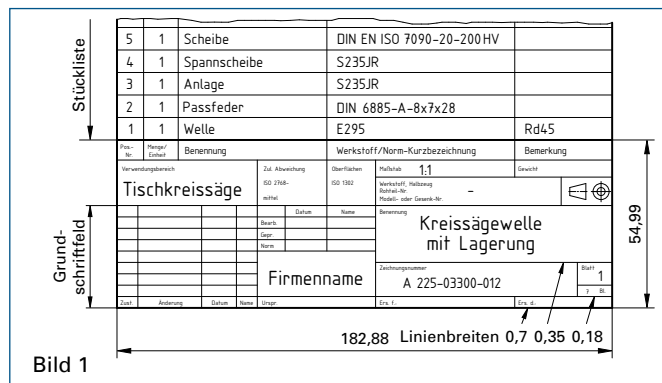 5 1 Scheibe DIN EN ISO 7090-20-200 HV
4 1 Spannscheibe S235JR
3 1 Anlage S235JR
2 1 Passfeder DIN 6885-A-8x7x28
1 1 Welle E295 Rd45
Pos.-Nr. Menge/Einheit Benennung Werkstoff/Norm-Kurzbezeichnung Bemerkung
Stückliste
Verwendungsbereich
Tischkreissäge
Zul. Abweichung
ISO 2768-
mittel
Oberflächen
ISO 1302
Maßstab 1:1
Gewicht
Werkstoff, Halbzeug
Rohteil-Nr. -
Modell- oder Gesenk-Nr.
Datum Name
Bearb.
Gepr.
Norm
Benennung
Kreissägewelle
mit Lagerung
Firmenname
Zeichnungsnummer
A 225-03300-012
Blatt
1
7 Bl.
Zust. Änderung Datum Name Urspr. Ers. f.: Ers. d.:
Grund-
schriftfeld
54,99
182,88 Linienbreiten 0,7 0,35 0,18
Bild 1